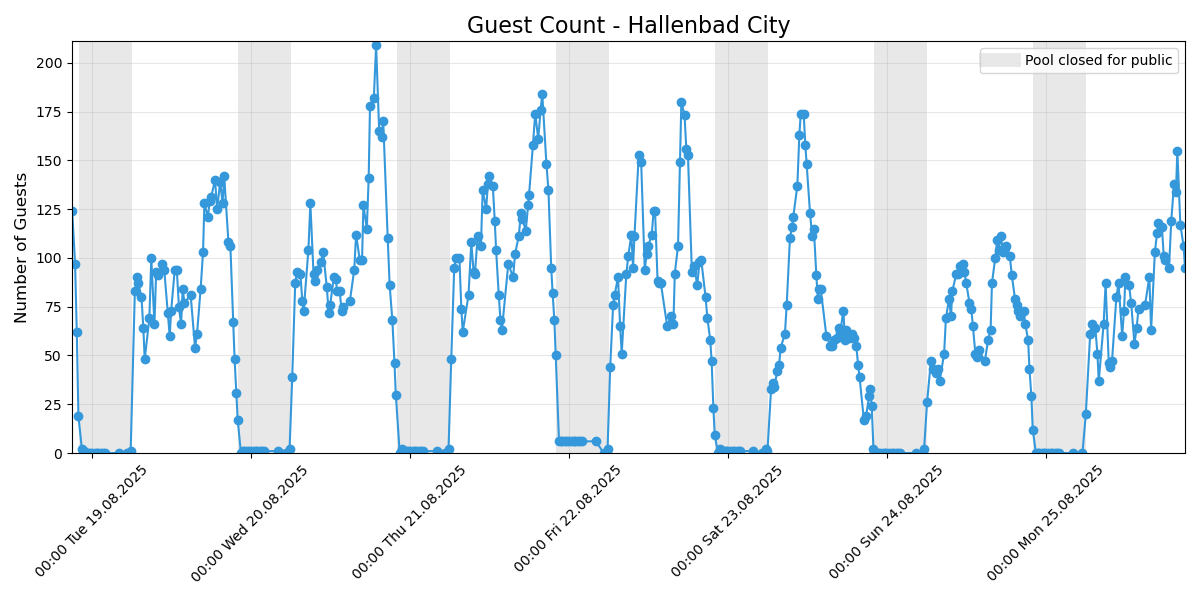 Guest Count - Hallenbad City
Pool closed for public
Number of Guests
200
175
150
125
100
75
50
25
0
00:00 Tue 19.08.2025
00:00 Wed 20.08.2025
00:00 Thu 21.08.2025
00:00 Fri 22.08.2025
00:00 Sat 23.08.2025
00:00 Sun 24.08.2025
00:00 Mon 25.08.2025